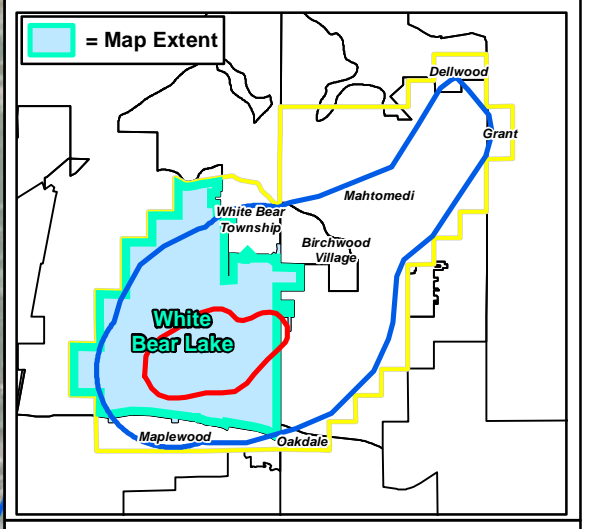 = Map Extent
Dellwood
Grant
Mahtomedi
White Bear
Township
Birchwood
Village
White
Bear Lake
Maplewood
Oakdale